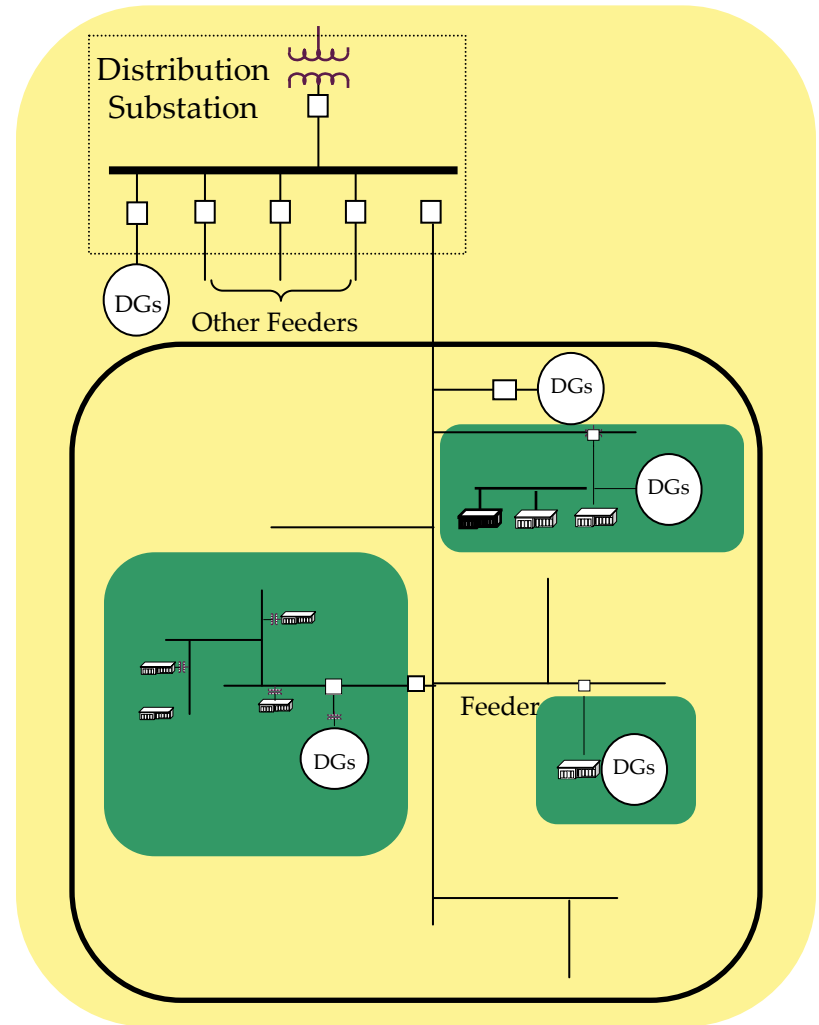 Distribution
Substation
DGs
Other Feeders
DGs
DGs
Feeder
DGs
DGs